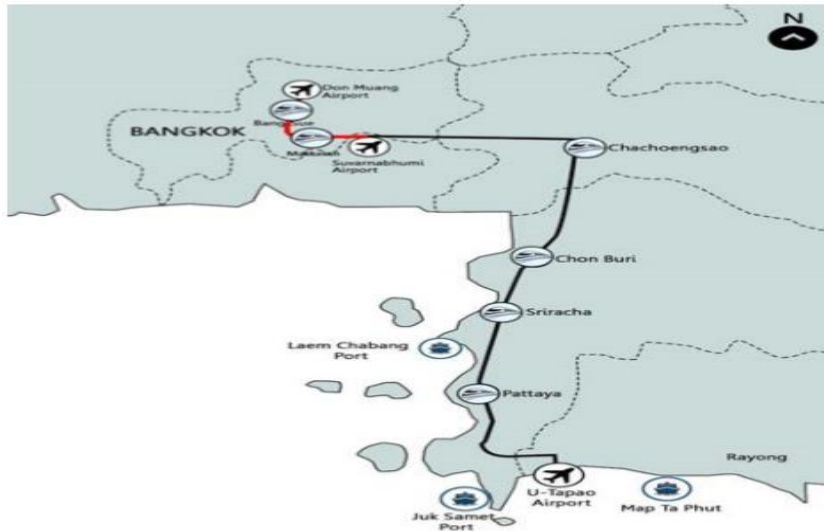 N
Don Muang
Airport
BANGKOK
Suvarnabhumi
Airport
Chachoengsao
Chon Buri
Sriracha
Laem Chabang
Port
Pattaya
Rayong
U-Tapao
Airport
Map Ta Phut
Juk Samet
Port